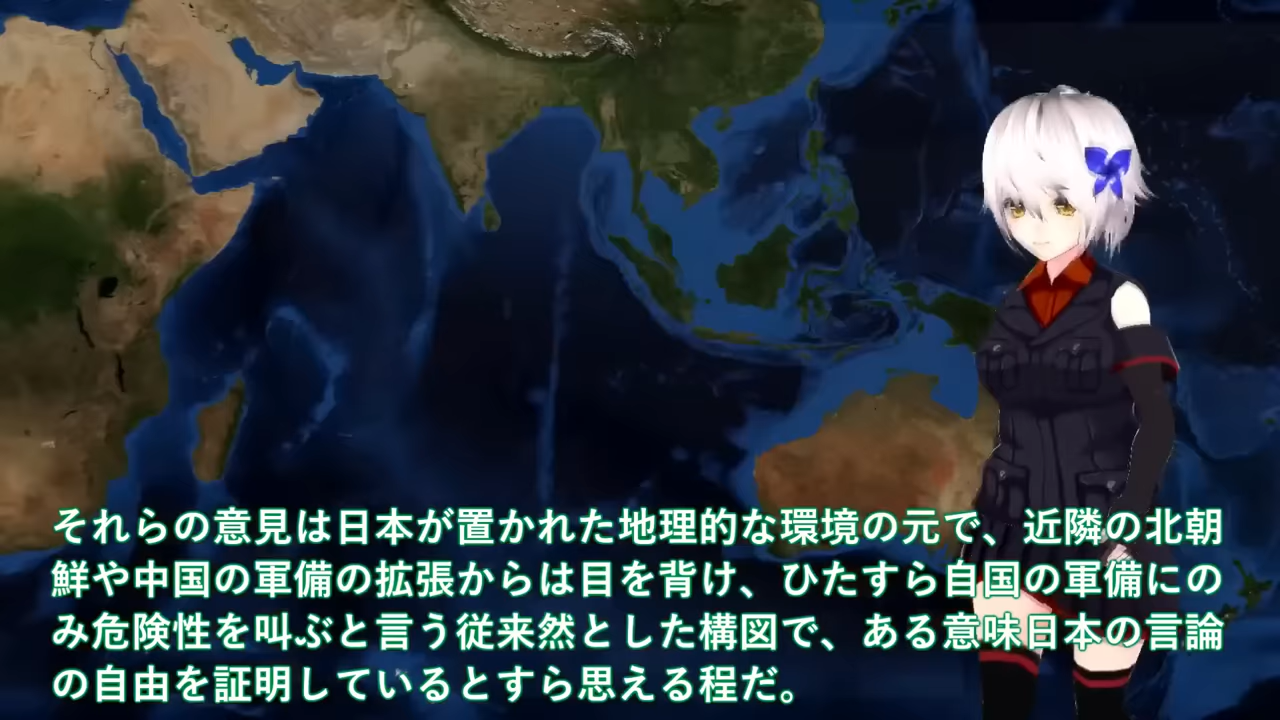 それらの意見は日本が置かれた地理的な環境の元で、近隣の北朝
鮮や中国の軍備の拡張からは目を背け、ひたすら自国の軍備にの
み危険性を叫ぶと言う従来然とした構図で、ある意味日本の言論
の自由を証明しているとすら思える程だ。